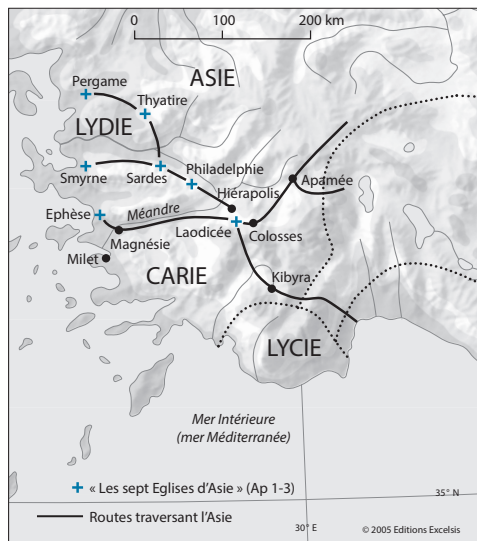 0 100 200 km
ASIE
Pergame
Thyatire
LYDIE
Philadelphie
Smyrne
Sardes
Hiérapolis
Apamée
Ephèse
Méandre
Laodicée
Colosses
Magnésie
Milet
CARIE
Kibyra
LYCIE
Mer Intérieure
(mer Méditerranée)
« Les sept Eglises d'Asie » (Ap 1-3)
35° N
Routes traversant l'Asie
30° E
© 2005 Editions Excelsis